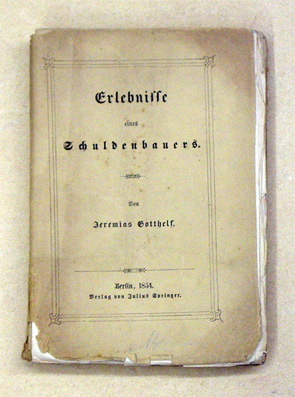 Erlebnisse
eines
Schuldenbauers.
Von
Jeremias Gotthelf.
Berlin, 1854.
Verlag von Julius Springer.